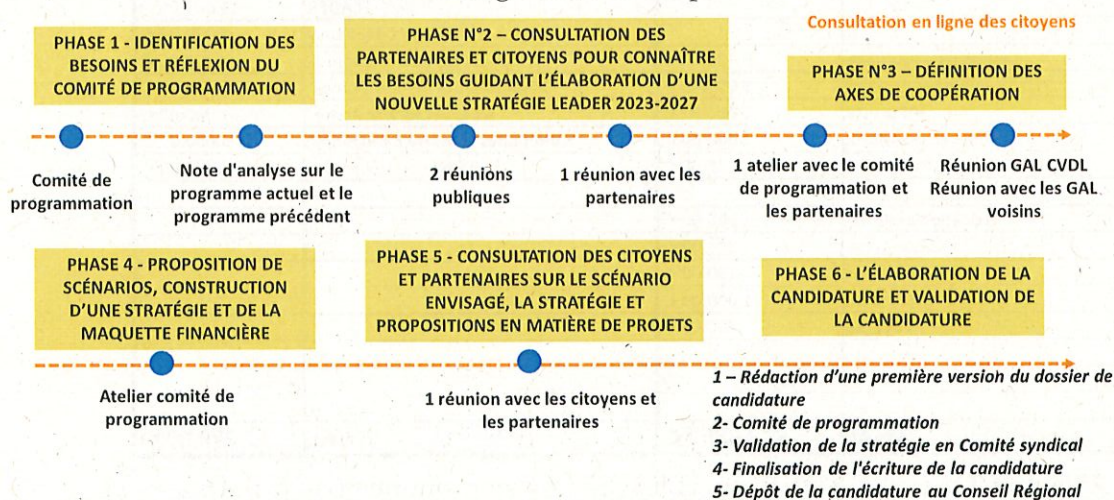 Consultation en ligne des citoyens
PHASE 1 - IDENTIFICATION DES
BESOINS ET RÉFLEXION DU
COMITÉ DE PROGRAMMATION
PHASE N°2 – CONSULTATION DES
PARTENAIRES ET CITOYENS POUR CONNAÎTRE
LES BESOINS GUIDANT L'ÉLABORATION D'UNE
NOUVELLE STRATÉGIE LEADER 2023-2027
PHASE N°3 – DÉFINITION DES
AXES DE COOPÉRATION
Comité de
programmation
Note d'analyse sur le
programme actuel et le
programme précédent
2 réunions
publiques
1 réunion avec les
partenaires
1 atelier avec le comité
de programmation et
les partenaires
Réunion GAL CVDL
Réunion avec les GAL
voisins
PHASE 4 - PROPOSITION DE
SCÉNARIOS, CONSTRUCTION
D'UNE STRATÉGIE ET DE LA
MAQUETTE FINANCIÈRE
PHASE 5 - CONSULTATION DES CITOYENS
ET PARTENAIRES SUR LE SCÉNARIO
ENVISAGÉ, LA STRATÉGIE ET
PROPOSITIONS EN MATIÈRE DE PROJETS
PHASE 6 - L'ÉLABORATION DE LA
CANDIDATURE ET VALIDATION DE
LA CANDIDATURE
Atelier comité de
programmation
1 réunion avec les citoyens et
les partenaires
1 – Rédaction d'une première version du dossier de
candidature
2- Comité de programmation
3- Validation de la stratégie en Comité syndical
4- Finalisation de l'écriture de la candidature
5- Dépôt de la candidature au Conseil Régional